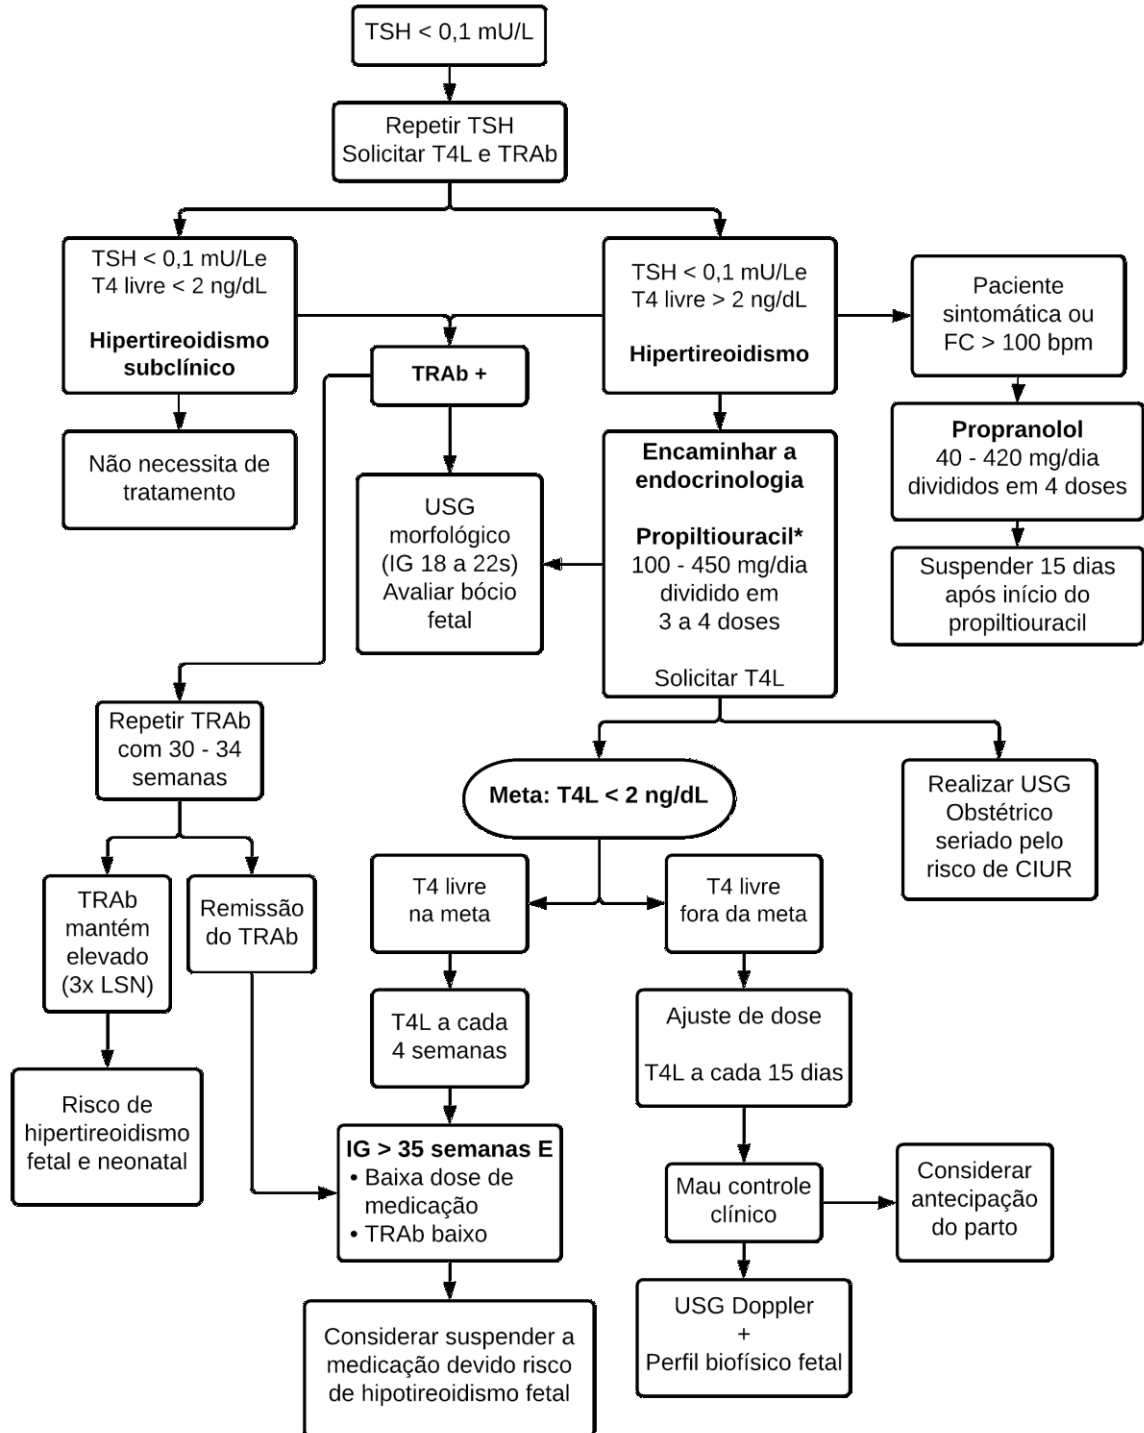 TSH < 0,1 mU/L
Repetir TSH
Solicitar T4L e TRAb
TSH < 0,1 mU/Le
T4 livre < 2 ng/dL
Hipertireoidismo
subclínico
TSH < 0,1 mU/Le
T4 livre > 2 ng/dL
Hipertireoidismo
Paciente
sintomática ou
FC > 100 bpm
TRAb +
Não necessita de
tratamento
USG
morfológico
(IG 18 a 22s)
Avaliar bócio
fetal
Encaminhar a
endocrinologia
Propiltiouracil*
100 - 450 mg/dia
dividido em
3 a 4 doses
Solicitar T4L
Propranolol
40 - 420 mg/dia
divididos em 4 doses
Suspender 15 dias
após início do
propiltiouracil
Repetir TRAb
com 30 - 34
semanas
Meta: T4L < 2 ng/dL
Realizar USG
Obstétrico
seriado pelo
risco de CIUR
TRAb
mantém
elevado
(3x LSN)
Remissão
do TRAb
T4 livre
na meta
T4 livre
fora da meta
T4L a cada
4 semanas
Ajuste de dose
T4L a cada 15 dias
Risco de
hipertireoidismo
fetal e neonatal
IG > 35 semanas E
• Baixa dose de
medicação
• TRAb baixo
Mau controle
clínico
Considerar
antecipação
do parto
Considerar suspender a
medicação devido risco
de hipotireoidismo fetal
USG Doppler
+
Perfil biofísico fetal